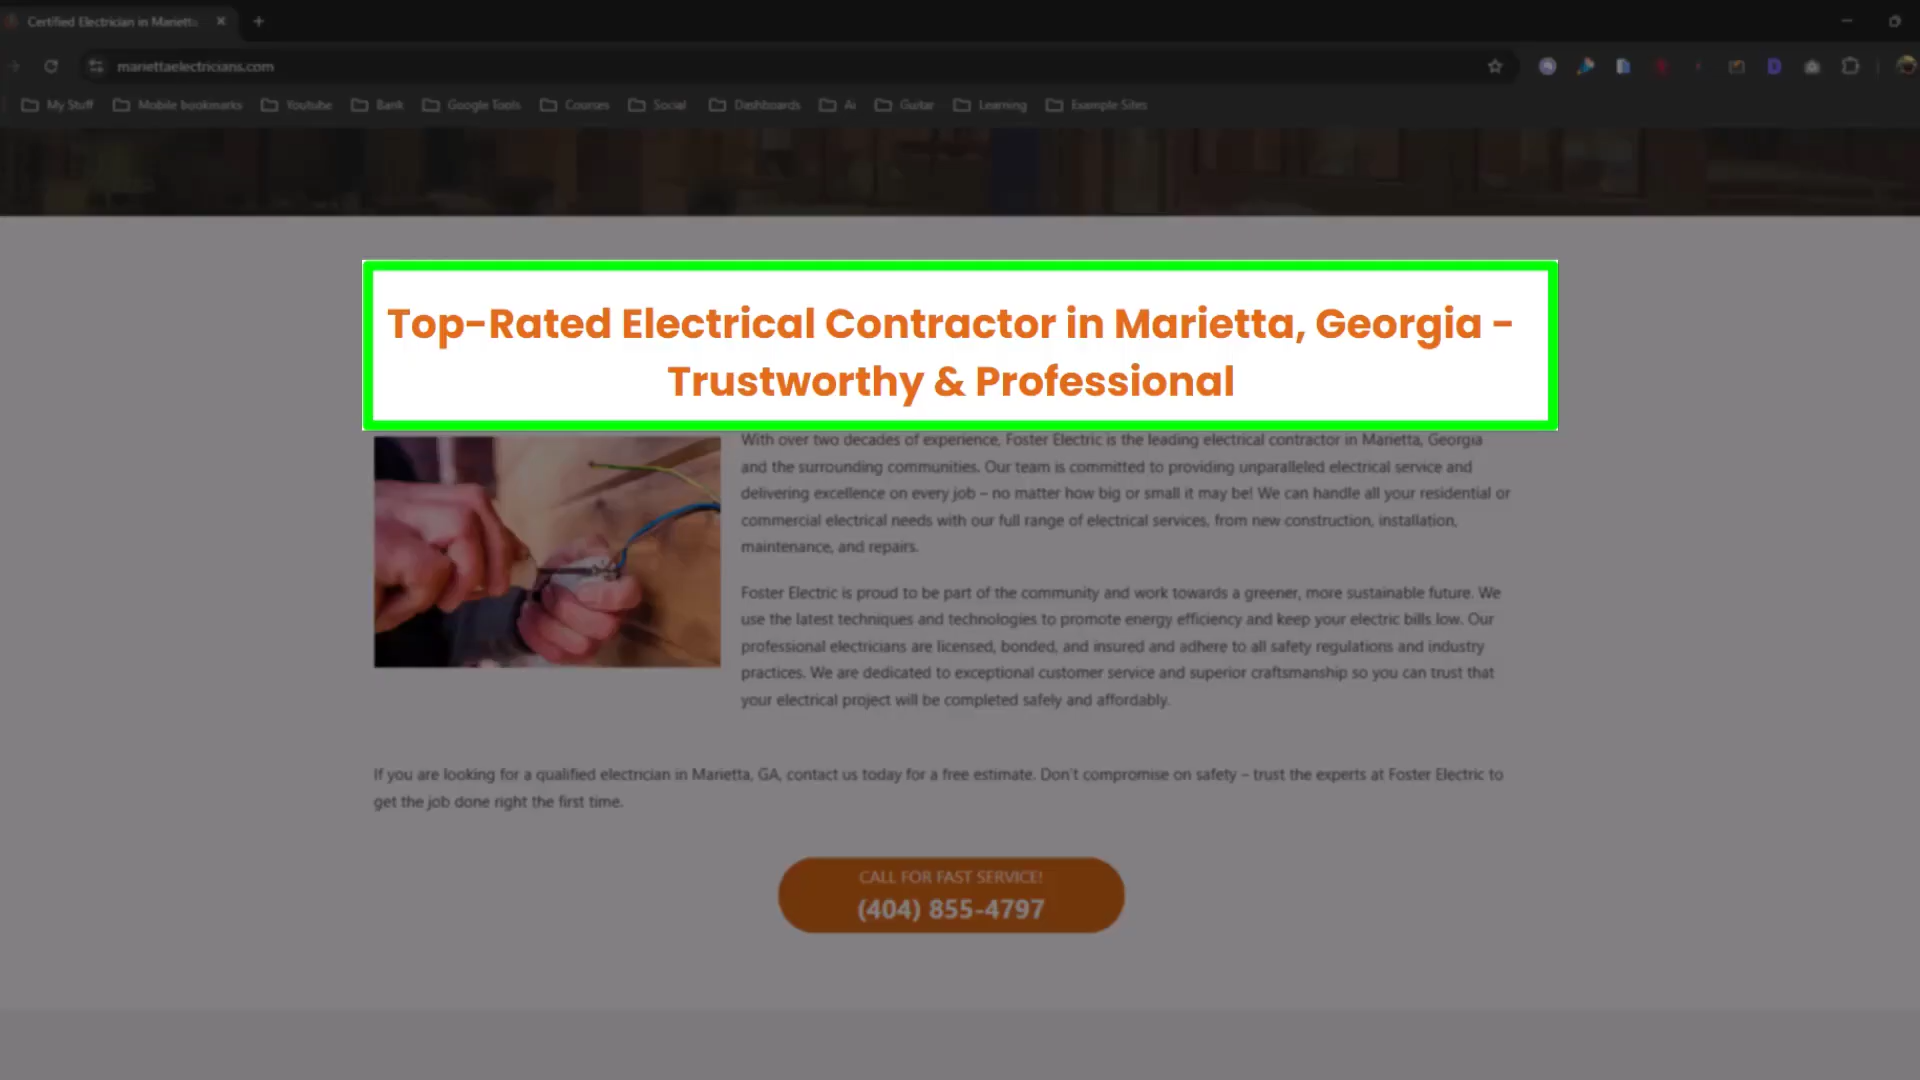 Certified Electrician in Marietta
mariettaelectricians.com
My Stuff
Mobile bookmarks
Youtube
Bank
Google Tools
Courses
Social
Dashboards
Ai
Guitar
Learning
Example Sites
Top-Rated Electrical Contractor in Marietta, Georgia –
Trustworthy & Professional
With over two decades of experience, Foster Electric is the leading electrical contractor in Marietta, Georgia
and the surrounding communities. Our team is committed to providing unparalleled electrical service and
delivering excellence on every job – no matter how big or small it may be! We can handle all your residential or
commercial electrical needs with our full range of electrical services, from new construction, installation,
maintenance, and repairs.
Foster Electric is proud to be part of the community and work towards a greener, more sustainable future. We
use the latest techniques and technologies to promote energy efficiency and keep your electric bills low. Our
professional electricians are licensed, bonded, and insured and adhere to all safety regulations and industry
practices. We are dedicated to exceptional customer service and superior craftsmanship so you can trust that
your electrical project will be completed safely and affordably.
If you are looking for a qualified electrician in Marietta, GA, contact us today for a free estimate. Don't compromise on safety – trust the experts at Foster Electric to
get the job done right the first time.
CALL FOR FAST SERVICE!
(404) 855-4797